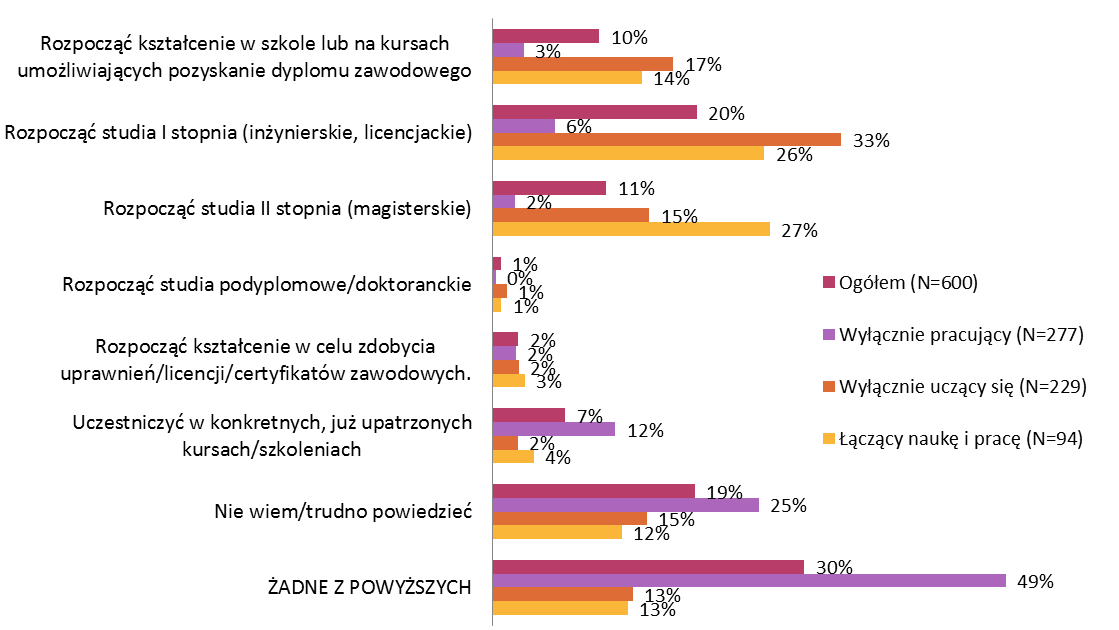 Rozpocząć kształcenie w szkole lub na kursach
umożliwiających pozyskanie dyplomu zawodowego
10%
3%
17%
14%
Rozpocząć studia I stopnia (inżynierskie, licencjackie)
20%
6%
33%
26%
Rozpocząć studia II stopnia (magisterskie)
11%
2%
15%
27%
Rozpocząć studia podyplomowe/doktoranckie
1%
0%
1%
1%
Rozpocząć kształcenie w celu zdobycia
uprawnień/licencji/certyfikatów zawodowych.
2%
2%
2%
3%
Uczestniczyć w konkretnych, już upatrzonych
kursach/szkoleniach
7%
12%
2%
4%
Nie wiem/trudno powiedzieć
19%
25%
15%
12%
ŻADNE Z POWYŻSZYCH
30%
49%
13%
13%
Ogółem (N=600)
Wyłącznie pracujący (N=277)
Wyłącznie uczący się (N=229)
Łączący naukę i pracę (N=94)